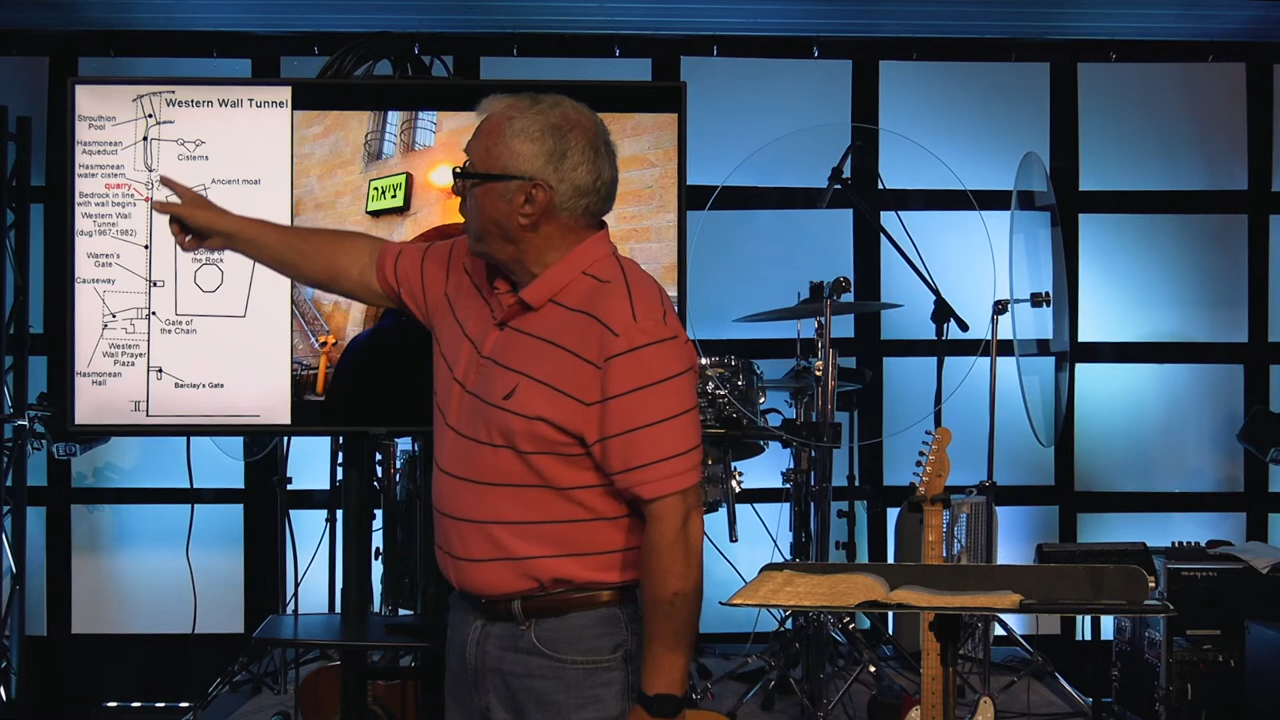 Western Wall Tunnel
Strouthion
Pool
Hasmonean
Aqueduct
Cisterns
Hasmonean
water cistern
Ancient moat
quarry
Bedrock in line
with wall begins
Western Wall
Tunnel
(dug1967-1982)
Dome of
the Rock
Warren's
Gate
Causeway
Gate of
the Chain
Western
Wall Prayer
Plaza
Hasmonean
Hall
Barclay's Gate
יציאה